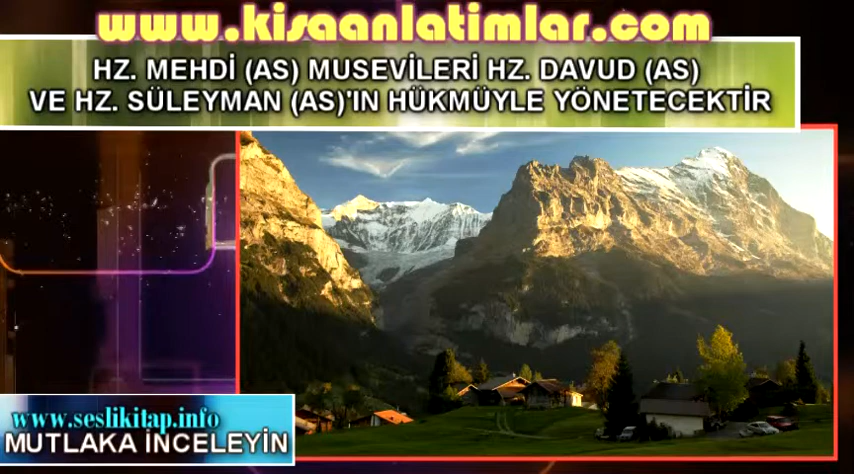 www.kisaanlatimlar.com
HZ. MEHDİ (AS) MUSEVİLERİ HZ. DAVUD (AS)
VE HZ. SÜLEYMAN (AS)'IN HÜKMÜYLE YÖNETECEKTİR
www.seslikitap.info
MUTLAKA İNCELEYİN